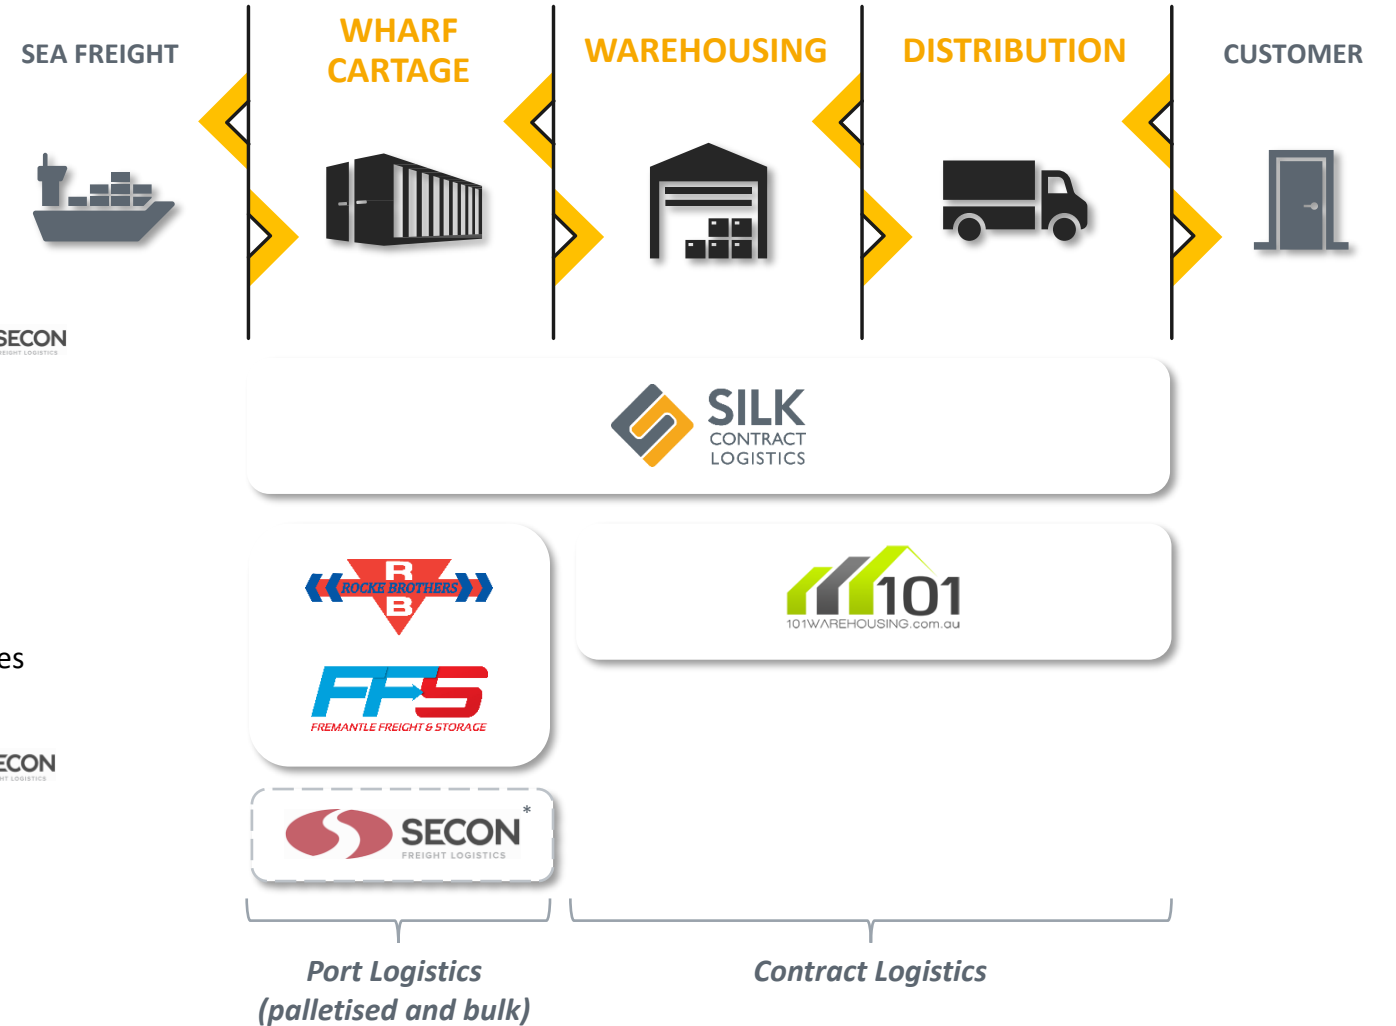 SEA FREIGHT
WHARF
CARTAGE
WAREHOUSING
DISTRIBUTION
CUSTOMER
SECON
SILK
CONTRACT
LOGISTICS
R
ROCKE BROTHERS
B
101
101WAREHOUSING.com.au
es
FFS
FREMANTLE FREIGHT & STORAGE
ECON
SECON*
FREIGHT LOGISTICS
Port Logistics
(palletised and bulk)
Contract Logistics